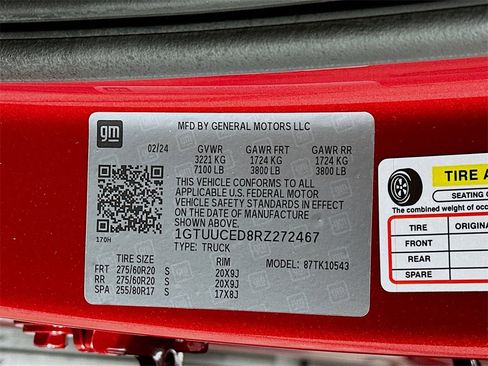 gm
MFD BY GENERAL MOTORS LLC
02/24 GVWR GAWR FRT GAWR RR
3221 KG 1724 KG 1724 KG
7100 LB 3800 LB 3800 LB
THIS VEHICLE CONFORMS TO ALL
APPLICABLE U.S. FEDERAL MOTOR
VEHICLE SAFETY STANDARDS IN EFFECT
ON THE DATE OF MANUFACTURE
SHOWN ABOVE.
170H
1GTUUCED8RZ272467
TYPE: TRUCK
TIRE SIZE RIM MODEL: 87TK10543
FRT 275/60R20 S 20X9J
RR 275/60R20 S 20X9J
SPA 255/80R17 S 17X8J
TIRE A
SEATING
The combined weight of occ
TIRE ORIGINA
FRONT
REAR
SPARE